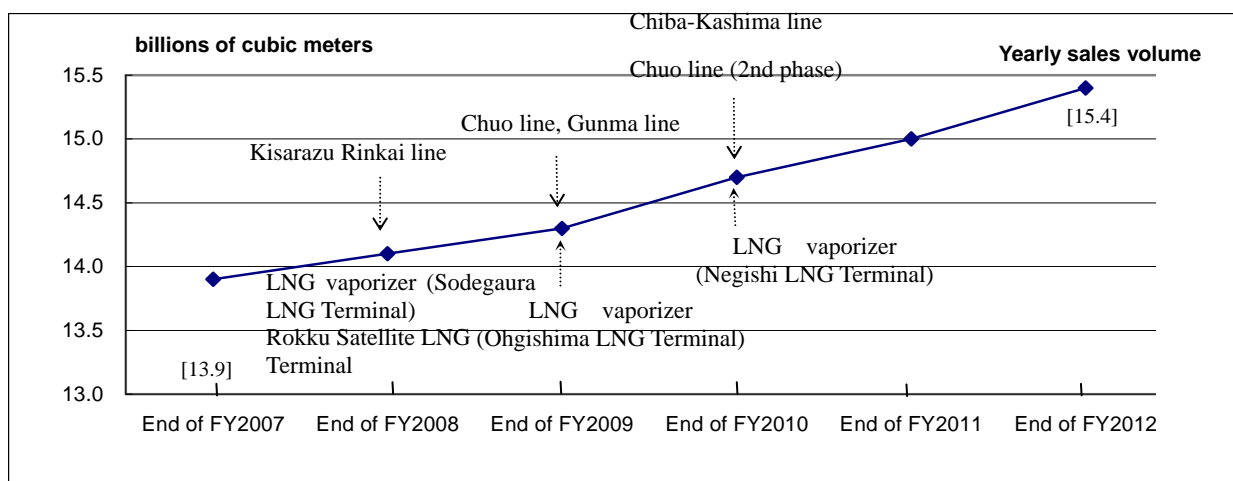 Chiba-Kashima line
billions of cubic meters
Yearly sales volume
15.5
Chuo line (2nd phase)
[15.4]
15.0
Chuo line, Gunma line
Kisarazu Rinkai line
14.5
14.0
LNG vaporizer (Sodegaura
LNG Terminal)
Rokku Satellite LNG
Terminal
LNG vaporizer
(Ohgishima LNG Terminal)
LNG vaporizer
(Negishi LNG Terminal)
13.5
[13.9]
13.0
End of FY2007 End of FY2008 End of FY2009 End of FY2010 End of FY2011 End of FY2012